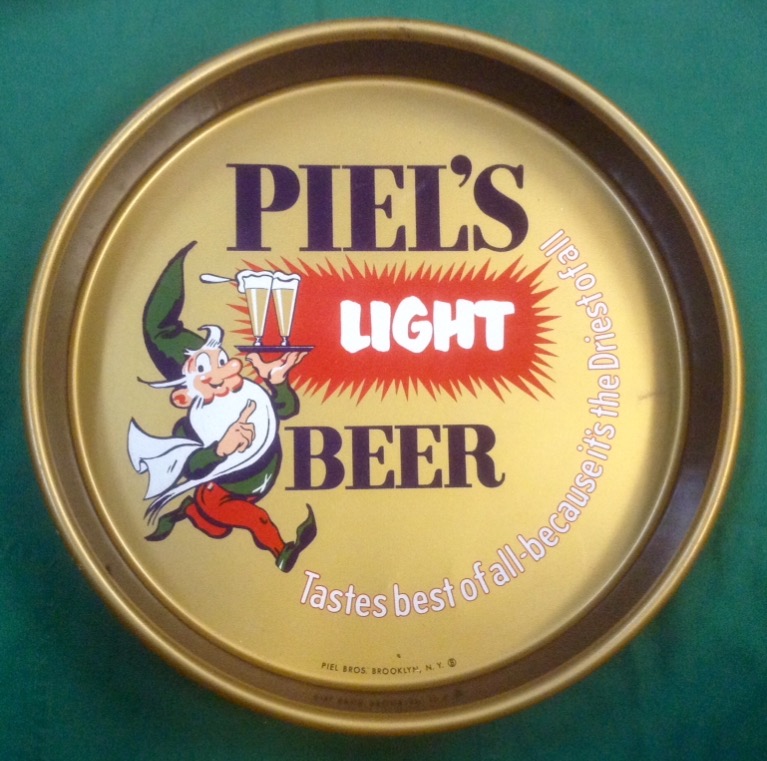 PIEL'S
LIGHT
BEER
Tastes best of all-because it's the Driest of all
PIEL BROS. BROOKLYN, N.Y. Ⓢ